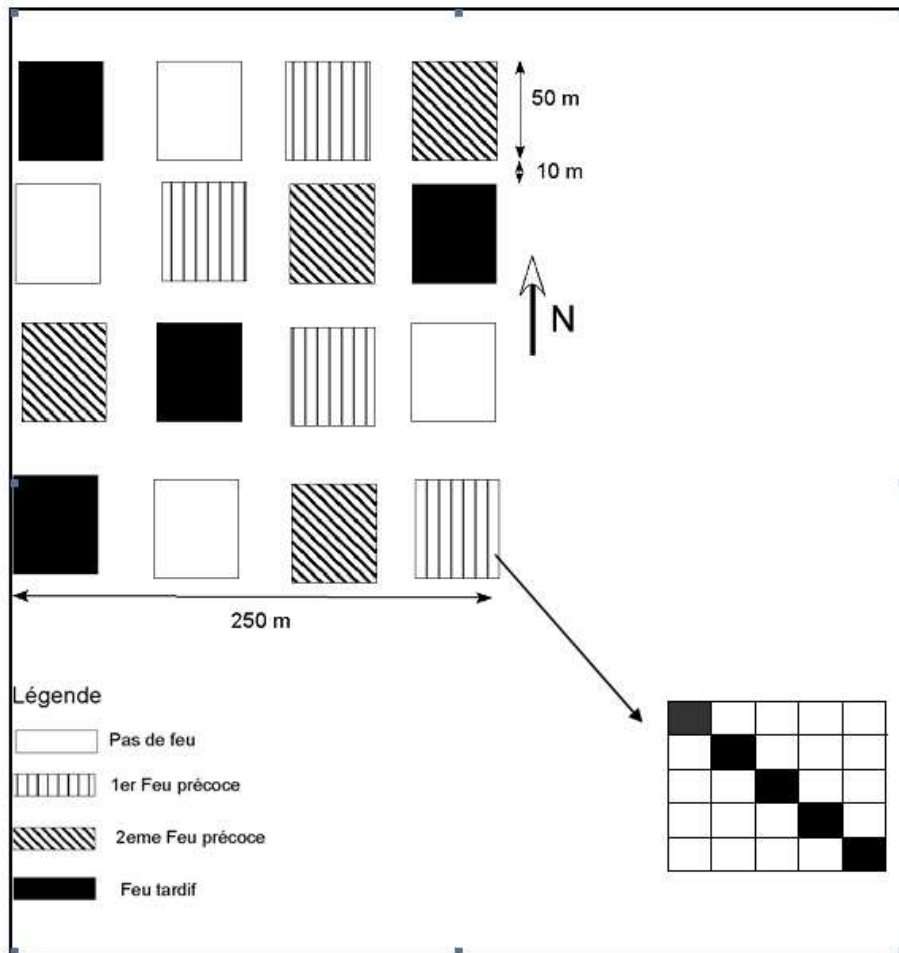 50 m
10 m
N
250 m
Légende
Pas de feu
1er Feu précoce
2eme Feu précoce
Feu tardif